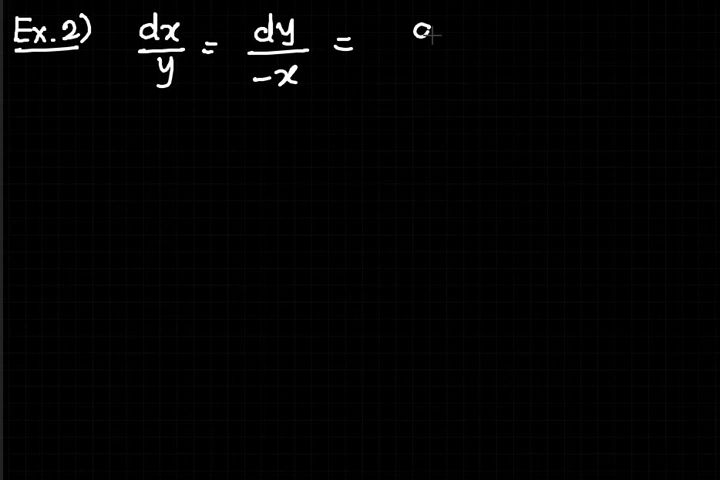 Ex. 2) dx/y = dy/-x =